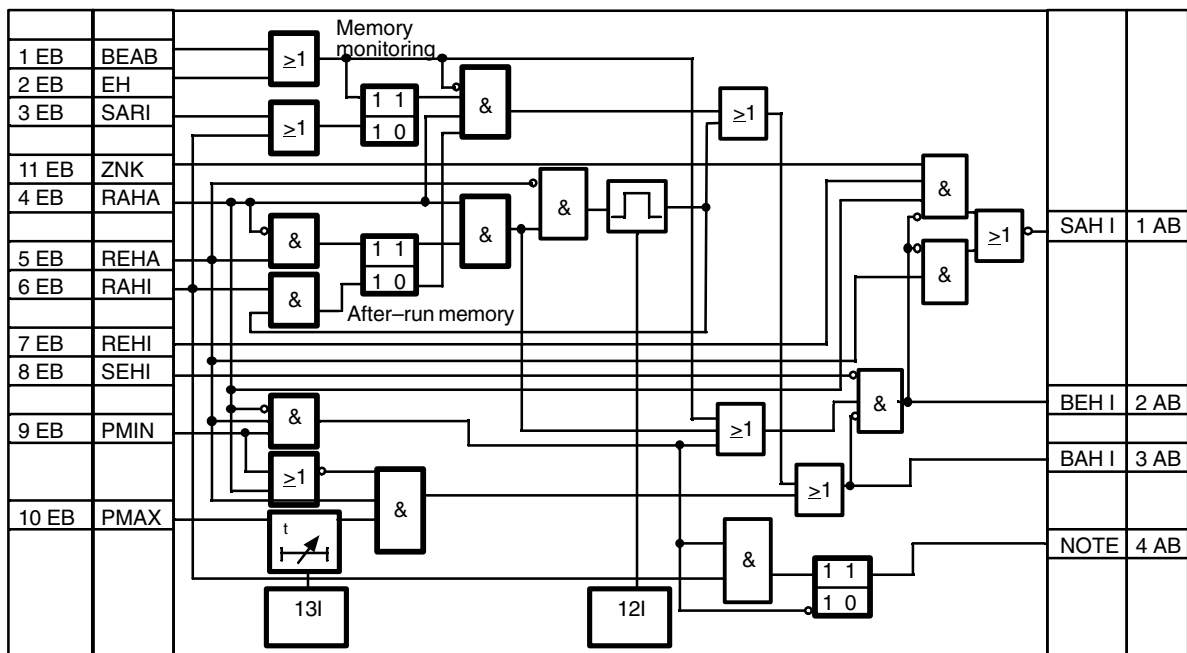 Memory
monitoring
1 EB BEAB
2 EB EH
3 EB SARI
11 EB ZNK
4 EB RAHA
5 EB REHA
6 EB RAHI
7 EB REHI
8 EB SEHI
9 EB PMIN
10 EB PMAX
≥1
≥1
1 1
1 0
&
≥1
&
&
&
1 1
1 0
&
&
After–run memory
&
≥1
SAH I 1 AB
&
&
≥1
≥1
&
BEH I 2 AB
≥1
BAH I 3 AB
t
&
1 1
1 0
NOTE 4 AB
13I
12I